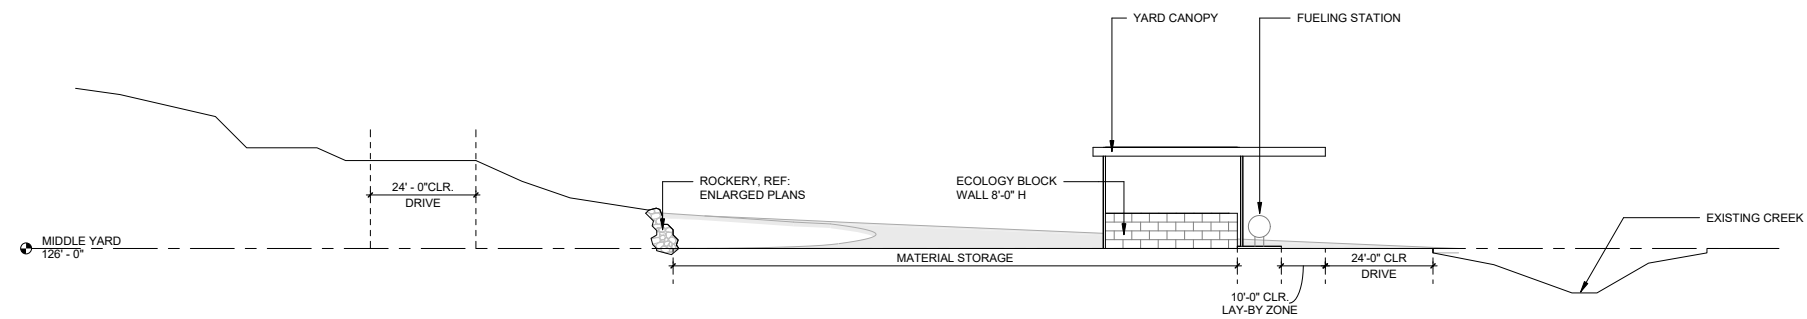 YARD CANOPY
FUELING STATION
24' - 0"CLR.
DRIVE
ROCKERY, REF:
ENLARGED PLANS
ECOLOGY BLOCK
WALL 8'-0" H
EXISTING CREEK
MIDDLE YARD
126' - 0"
MATERIAL STORAGE
24'-0" CLR
DRIVE
10'-0" CLR.
LAY-BY ZONE